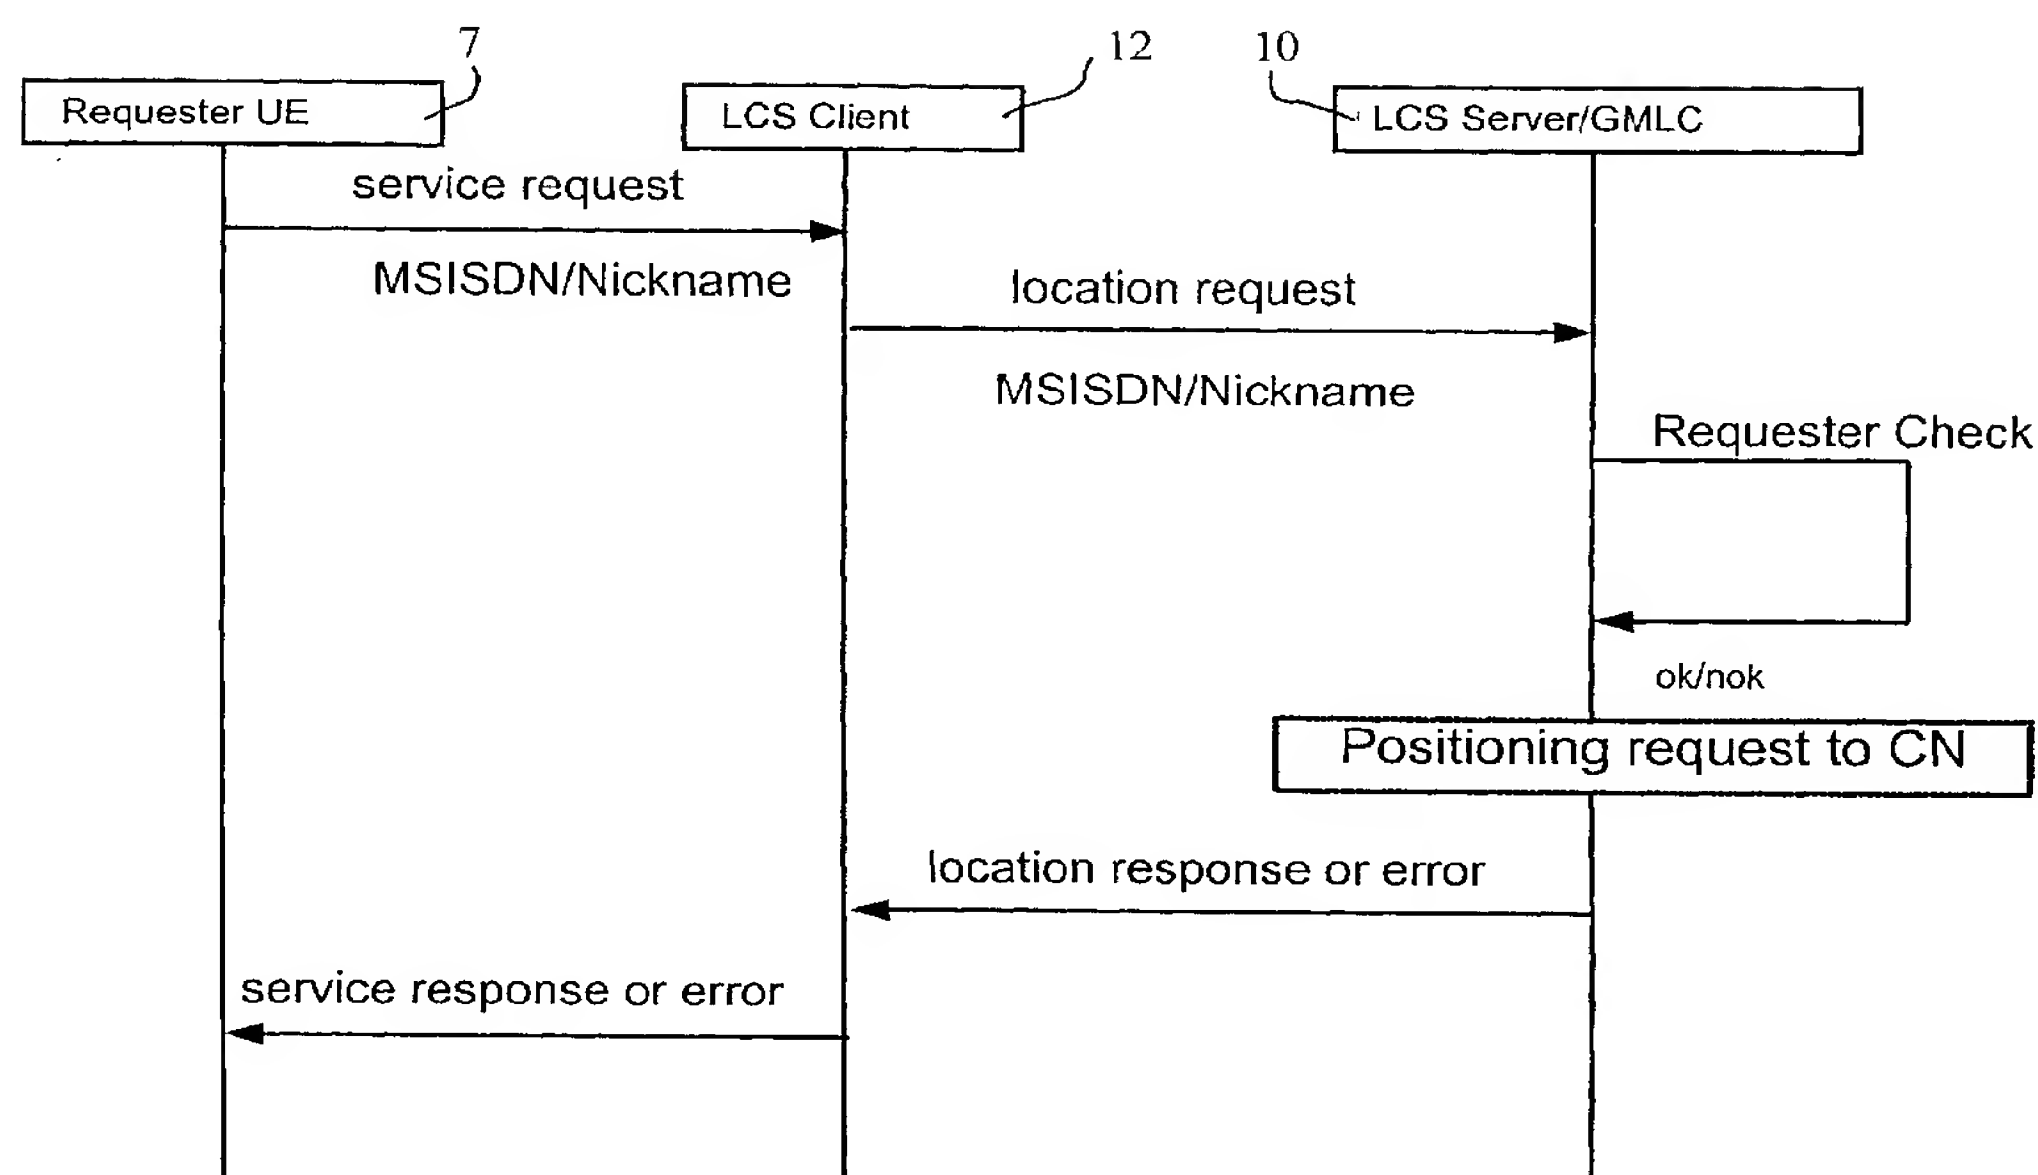 7
12
10
Requester UE
LCS Client
LCS Server/GMLC
service request
MSISDN/Nickname
location request
MSISDN/Nickname
Requester Check
ok/nok
Positioning request to CN
location response or error
service response or error